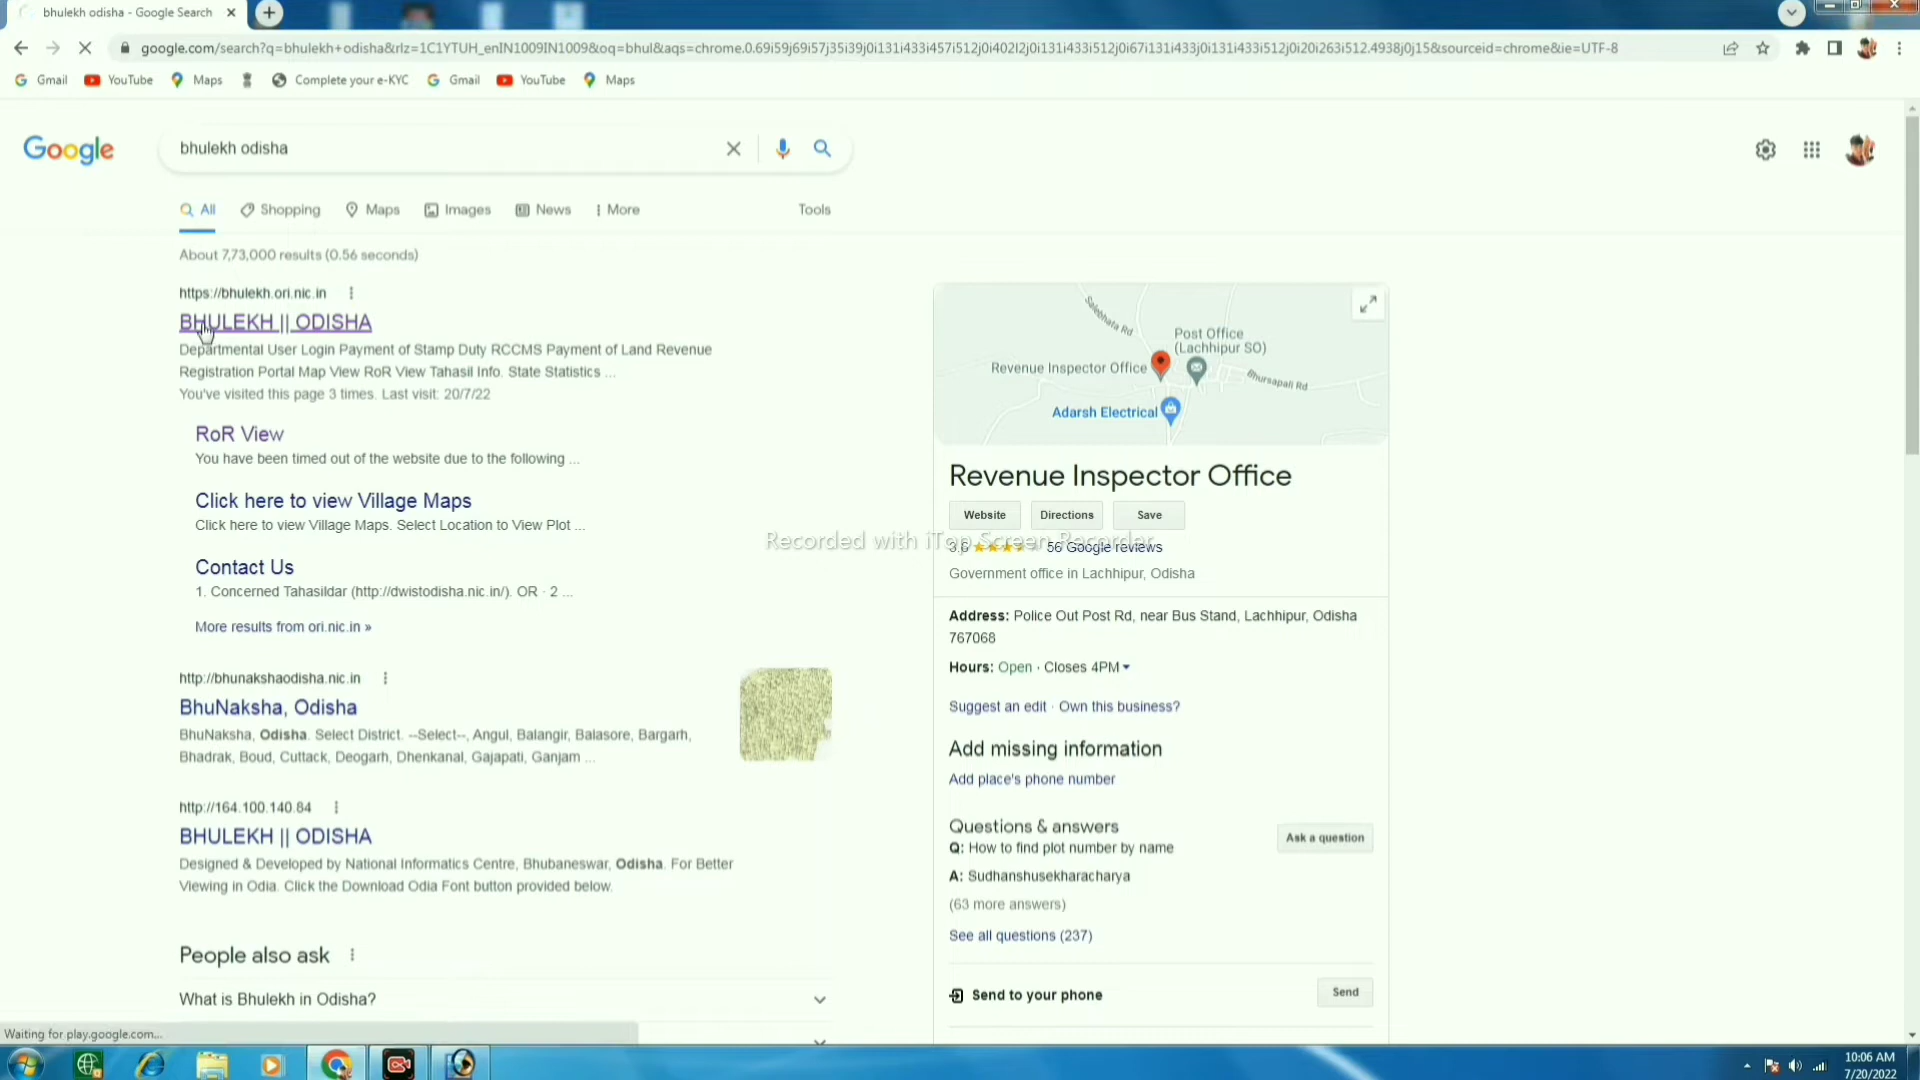 bhulekh odisha - Google Search
google.com/search?q=bhulekh+odisha&rlz=1C1YTUH_enIN1009IN1009&oq=bhul&aqs=chrome.0.69i59j69i57j35i39j0i131i433i457i512j0i402l2j0i131i433i512j0i67i131i433j0i131i433i512j0i20i263i512.4938j0j15&sourceid=chrome&ie=UTF-8
Gmail YouTube Maps Complete your e-KYC Gmail YouTube Maps
Google
bhulekh odisha
All Shopping Maps Images News More Tools
About 7,73,000 results (0.56 seconds)
https://bhulekh.ori.nic.in
BHULEKH || ODISHA
Departmental User Login Payment of Stamp Duty RCCMS Payment of Land Revenue
Registration Portal Map View RoR View Tahasil Info. State Statistics ...
You've visited this page 3 times. Last visit: 20/7/22
RoR View
You have been timed out of the website due to the following ...
Click here to view Village Maps
Click here to view Village Maps. Select Location to View Plot ...
Contact Us
1. Concerned Tahasildar (http://dwistodisha.nic.in/). OR · 2 ...
More results from ori.nic.in »
http://bhunakshaodisha.nic.in
BhuNaksha, Odisha
BhuNaksha, Odisha. Select District. --Select--, Angul, Balangir, Balasore, Bargarh,
Bhadrak, Boud, Cuttack, Deogarh, Dhenkanal, Gajapati, Ganjam ...
http://164.100.140.84
BHULEKH || ODISHA
Designed & Developed by National Informatics Centre, Bhubaneswar, Odisha. For Better
Viewing in Odia. Click the Download Odia Font button provided below.
People also ask
What is Bhulekh in Odisha?
Salebhata Rd
Post Office
(Lachhipur SO)
Revenue Inspector Office
Bhursapali Rd
Adarsh Electrical
Revenue Inspector Office
Website Directions Save
Recorded with iTop Screen Recorder
3.6 56 Google reviews
Government office in Lachhipur, Odisha
Address: Police Out Post Rd, near Bus Stand, Lachhipur, Odisha
767068
Hours: Open · Closes 4PM
Suggest an edit · Own this business?
Add missing information
Add place's phone number
Questions & answers
Ask a question
Q: How to find plot number by name
A: Sudhanshusekharacharya
(63 more answers)
See all questions (237)
Send to your phone
Send
Waiting for play.google.com...
10:06 AM
7/20/2022